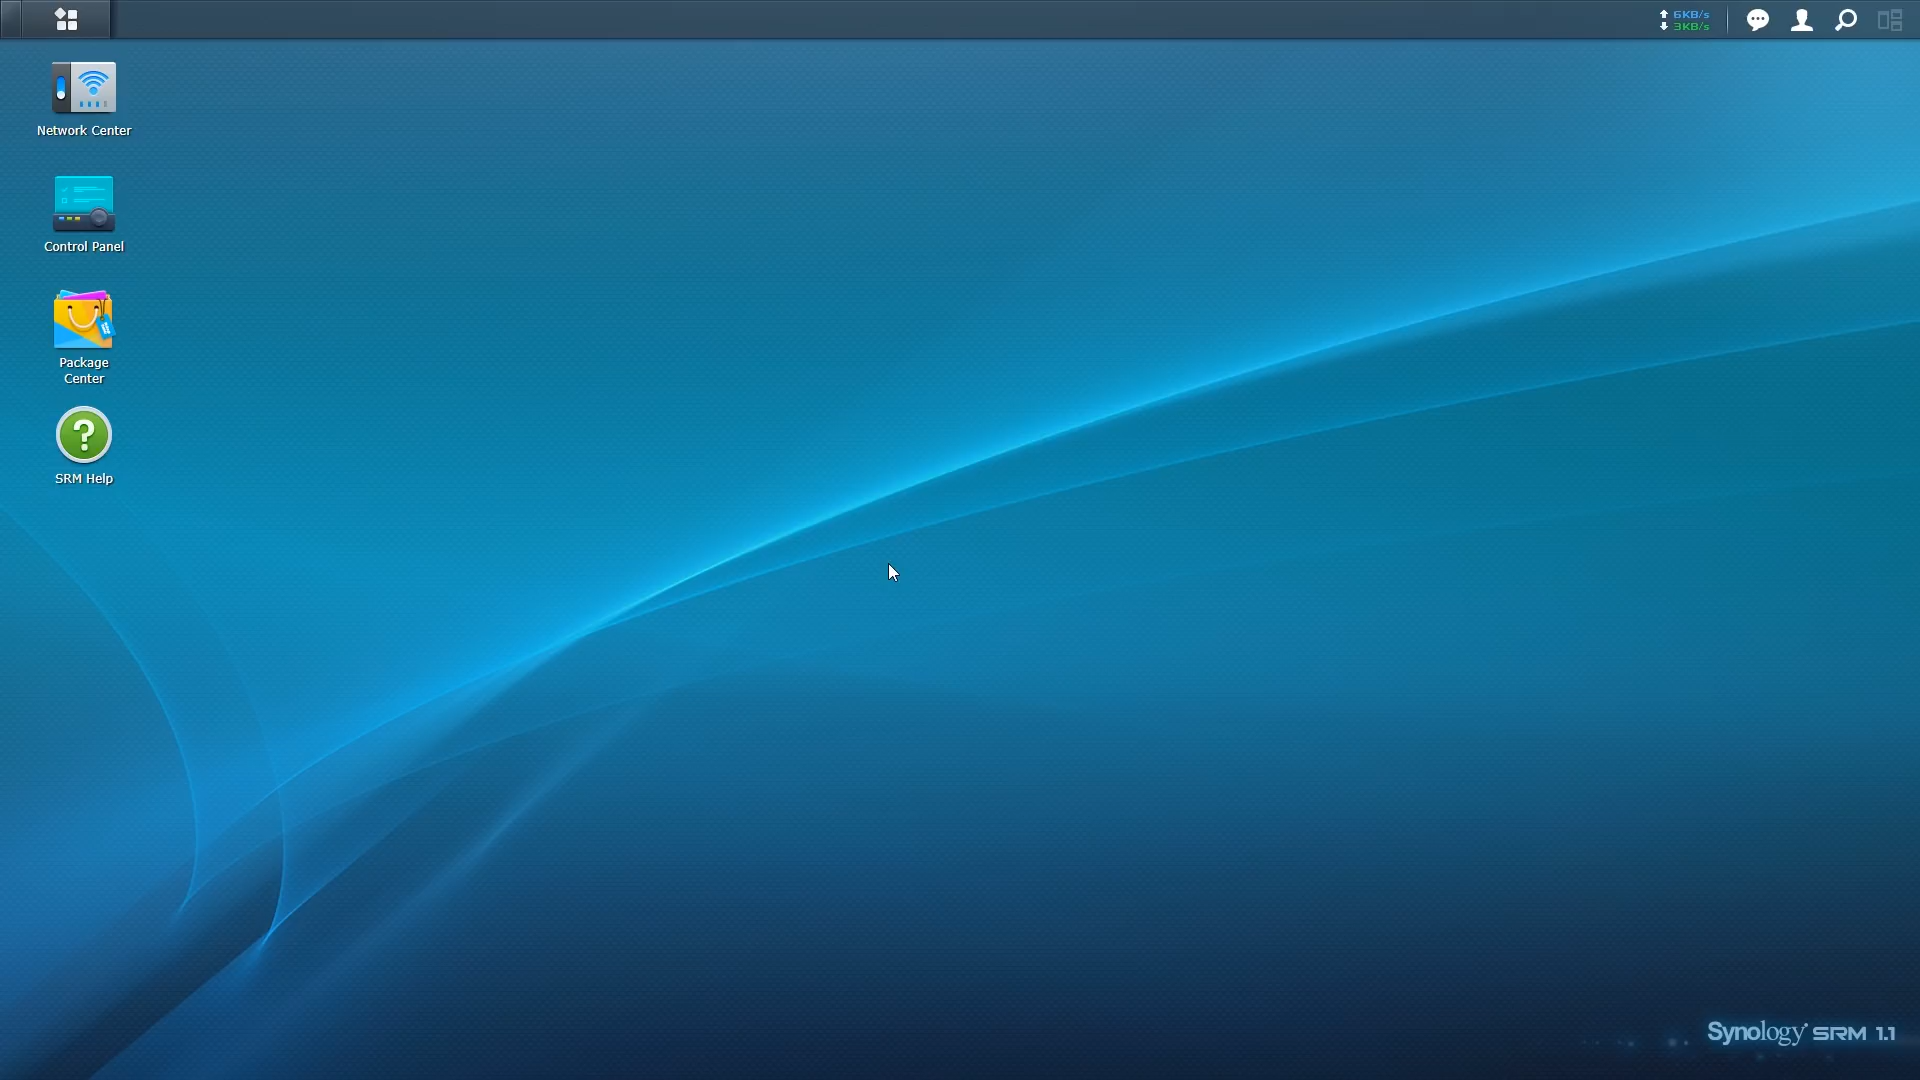 6KB/s
3KB/s
Network Center
Control Panel
Package
Center
SRM Help
Synology SRM 1.1